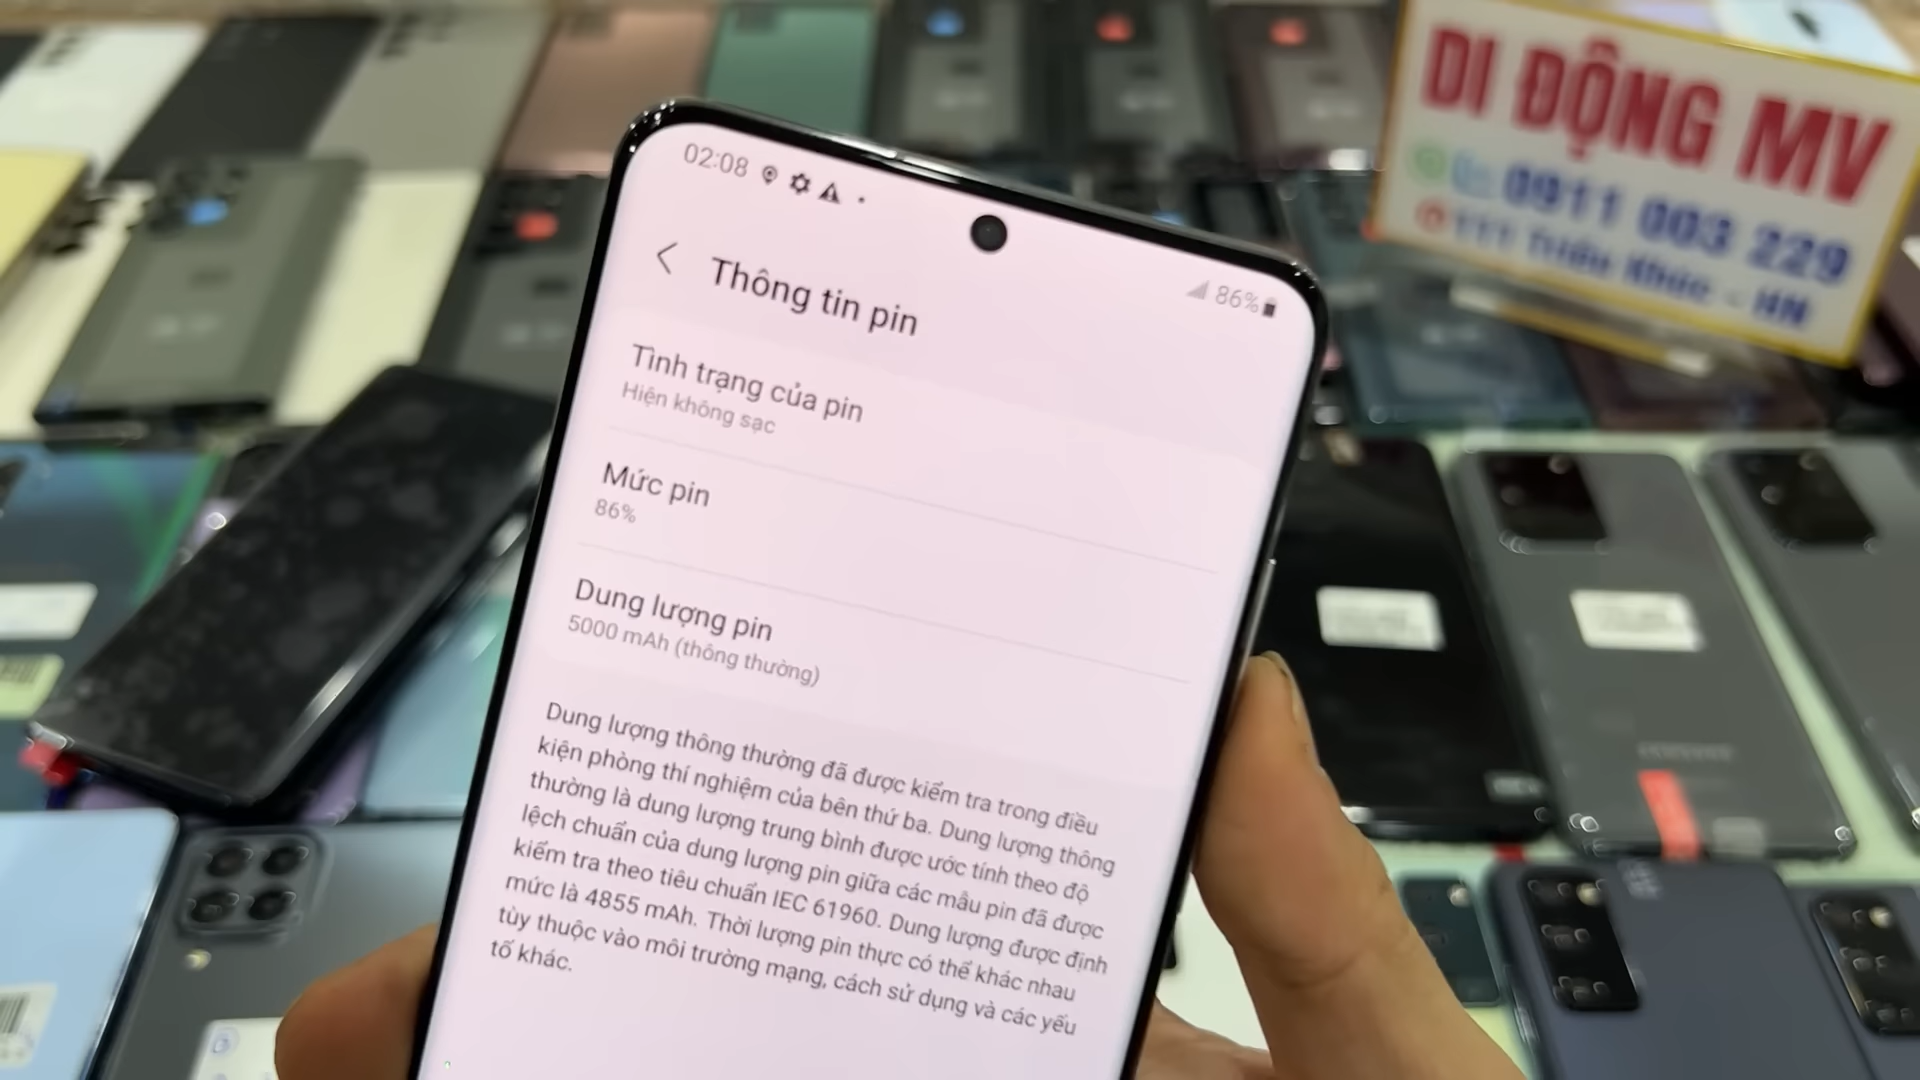 DI ĐỘNG MV
0911 003 229
Triều Khúc - HN
02:08
86%
Thông tin pin
Tình trạng của pin
Hiện không sạc
Mức pin
86%
Dung lượng pin
5000 mAh (thông thường)
Dung lượng thông thường đã được kiểm tra trong điều
kiện phòng thí nghiệm của bên thứ ba. Dung lượng thông
thường là dung lượng trung bình được ước tính theo độ
lệch chuẩn của dung lượng pin giữa các mẫu pin đã được
kiểm tra theo tiêu chuẩn IEC 61960. Dung lượng được định
mức là 4855 mAh. Thời lượng pin thực có thể khác nhau
tùy thuộc vào môi trường mạng, cách sử dụng và các yếu
tố khác.